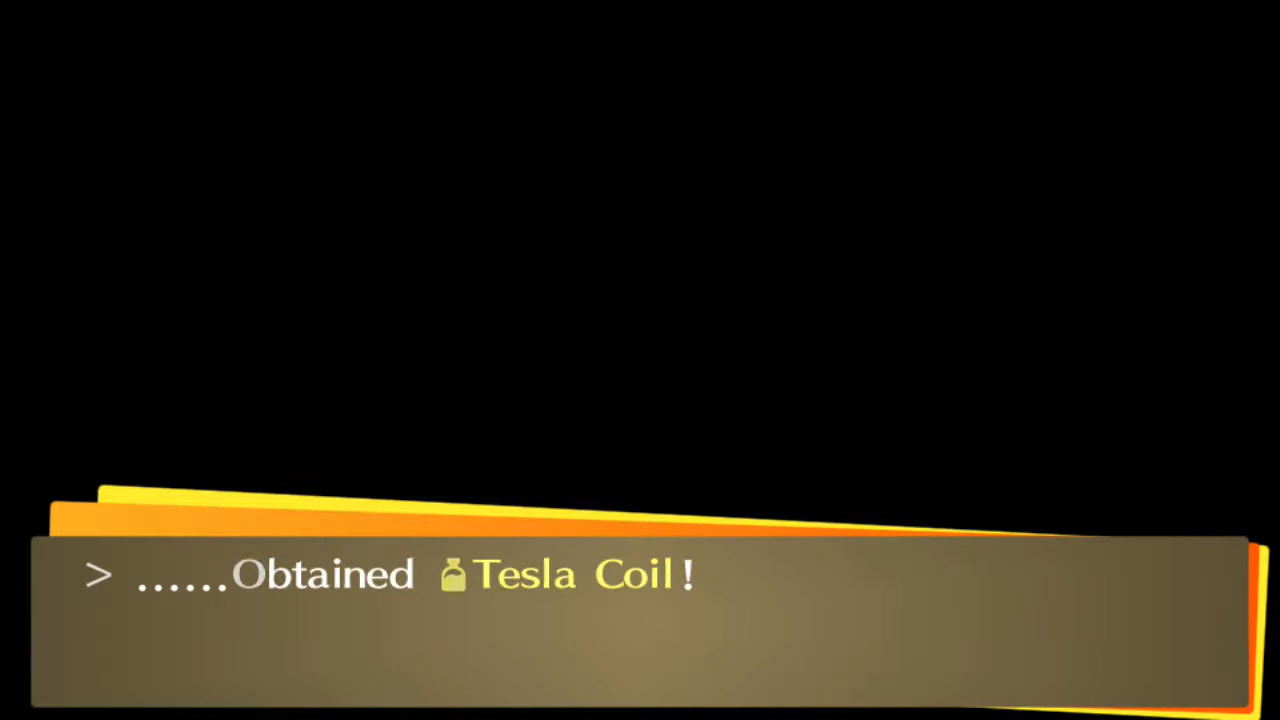 > ......Obtained Tesla Coil!